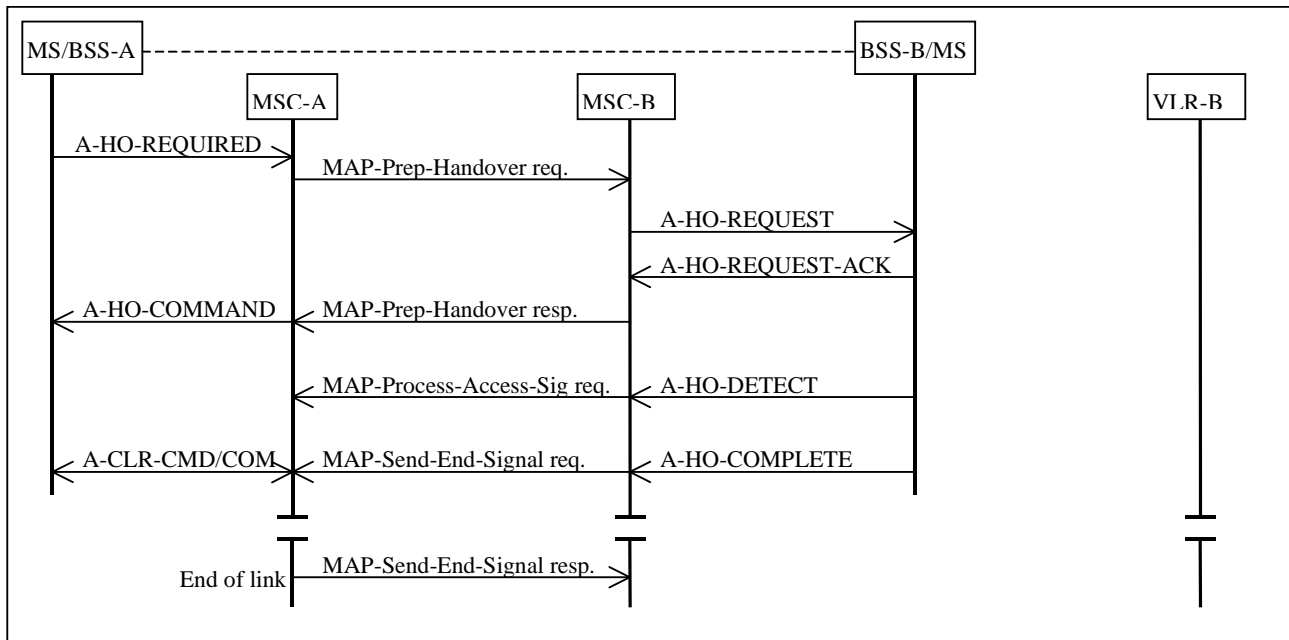 MS/BSS-A
BSS-B/MS
MSC-A
MSC-B
VLR-B
A-HO-REQUIRED
MAP-Prep-Handover req.
A-HO-REQUEST
A-HO-REQUEST-ACK
A-HO-COMMAND
MAP-Prep-Handover resp.
MAP-Process-Access-Sig req.
A-HO-DETECT
A-CLR-CMD/COM
MAP-Send-End-Signal req.
A-HO-COMPLETE
End of link
MAP-Send-End-Signal resp.